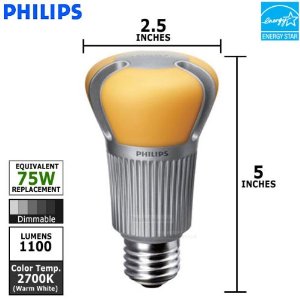 PHILIPS
2.5
INCHES
energy
ENERGY STAR
PHILIPS
5
INCHES
EQUIVALENT
75W
REPLACEMENT
Dimmable
LUMENS
1100
Color Temp.
2700K
(Warm White)